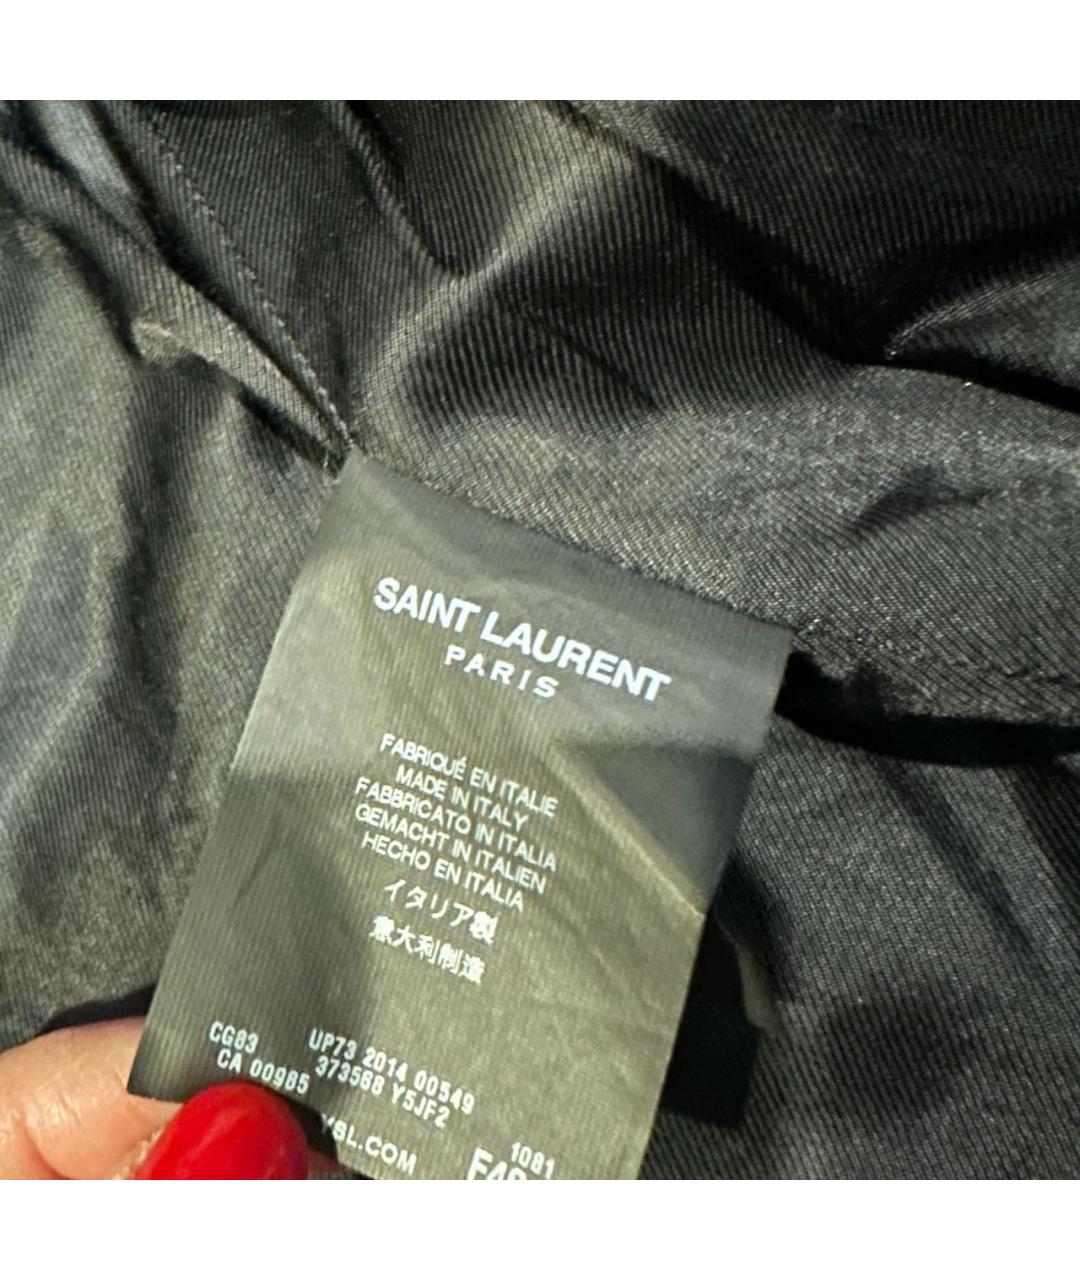 SAINT LAURENT
PARIS
FABRIQUÉ EN ITALIE
MADE IN ITALY
FABBRICATO IN ITALIA
GEMACHT IN ITALIEN
HECHO EN ITALIA
イタリア製
意大利制造
CG83 UP73 2014 00549
CA 00985 373568 Y5JF2
YSL.COM
1081